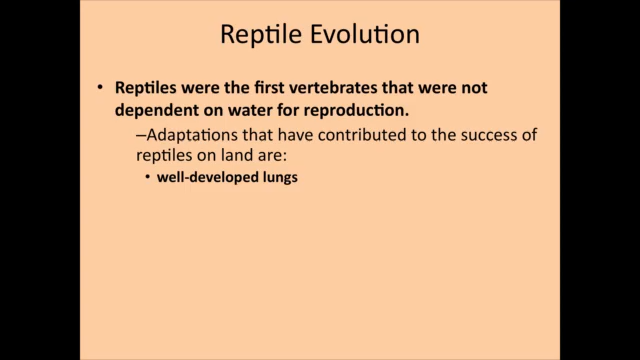 Reptile Evolution
• Reptiles were the first vertebrates that were not
dependent on water for reproduction.
–Adaptations that have contributed to the success of
reptiles on land are:
• well-developed lungs